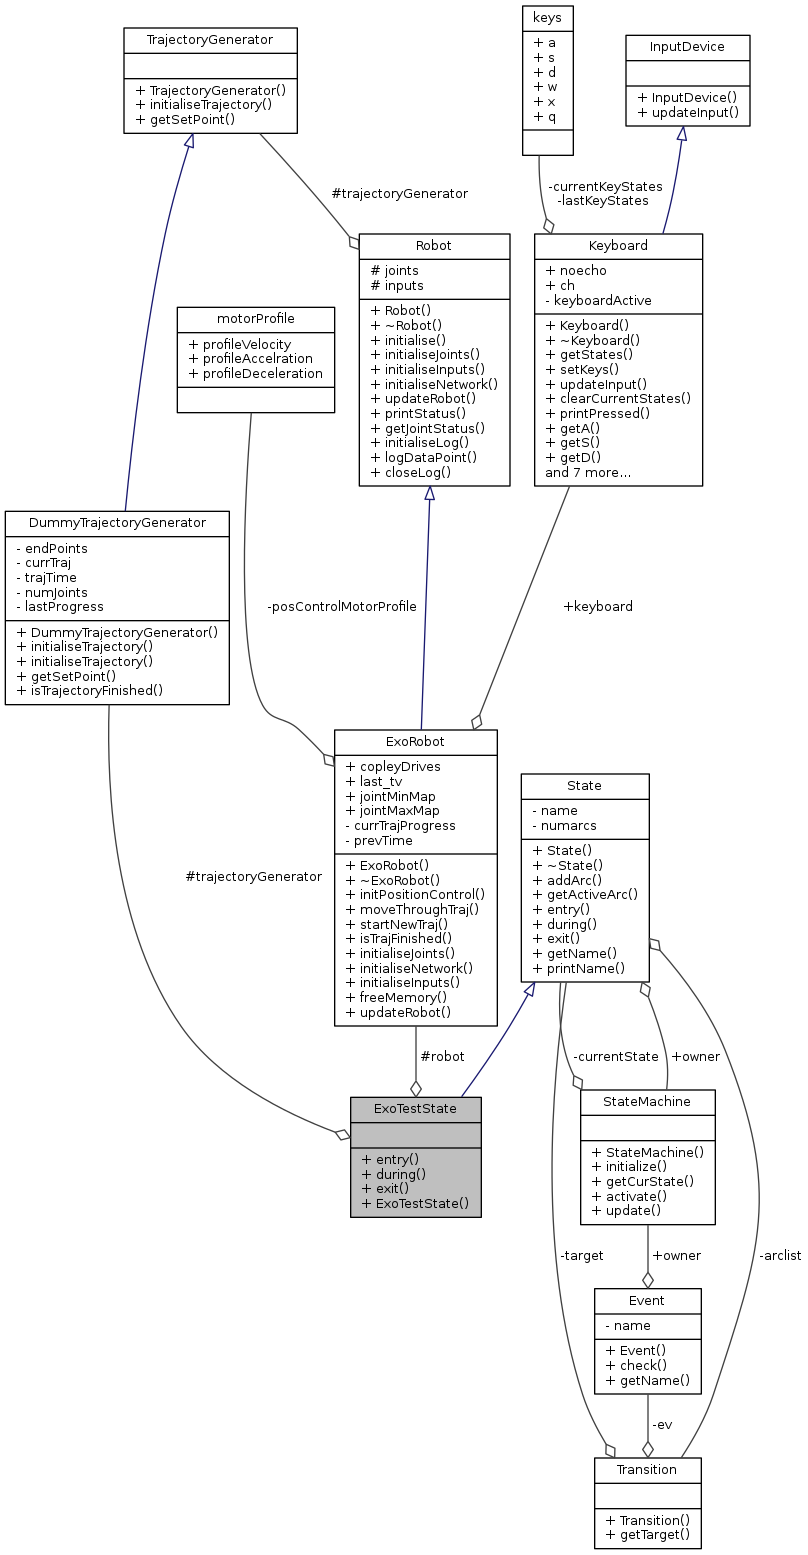 keys
+ a
+ s
+ d
+ w
+ x
+ q
TrajectoryGenerator
+ TrajectoryGenerator()
+ initialiseTrajectory()
+ getSetPoint()
InputDevice
+ InputDevice()
+ updateInput()
#trajectoryGenerator
-currentKeyStates
-lastKeyStates
Robot
# joints
# inputs
+ Robot()
+ ~Robot()
+ initialise()
+ initialiseJoints()
+ initialiseInputs()
+ initialiseNetwork()
+ updateRobot()
+ printStatus()
+ getJointStatus()
+ initialiseLog()
+ logDataPoint()
+ closeLog()
Keyboard
+ noecho
+ ch
- keyboardActive
+ Keyboard()
+ ~Keyboard()
+ getStates()
+ setKeys()
+ updateInput()
+ clearCurrentStates()
+ printPressed()
+ getA()
+ getS()
+ getD()
and 7 more...
motorProfile
+ profileVelocity
+ profileAccelration
+ profileDeceleration
DummyTrajectoryGenerator
- endPoints
- currTraj
- trajTime
- numJoints
- lastProgress
+ DummyTrajectoryGenerator()
+ initialiseTrajectory()
+ initialiseTrajectory()
+ getSetPoint()
+ isTrajectoryFinished()
-posControlMotorProfile
+keyboard
ExoRobot
+ copleyDrives
+ last_tv
+ jointMinMap
+ jointMaxMap
- currTrajProgress
- prevTime
+ ExoRobot()
+ ~ExoRobot()
+ initPositionControl()
+ moveThroughTraj()
+ startNewTraj()
+ isTrajFinished()
+ initialiseJoints()
+ initialiseNetwork()
+ initialiseInputs()
+ freeMemory()
+ updateRobot()
State
- name
- numarcs
+ State()
+ ~State()
+ addArc()
+ getActiveArc()
+ entry()
+ during()
+ exit()
+ getName()
+ printName()
#trajectoryGenerator
#robot
-currentState
+owner
ExoTestState
+ entry()
+ during()
+ exit()
+ ExoTestState()
StateMachine
+ StateMachine()
+ initialize()
+ getCurState()
+ activate()
+ update()
-target
+owner
-arclist
Event
- name
+ Event()
+ check()
+ getName()
-ev
Transition
+ Transition()
+ getTarget()